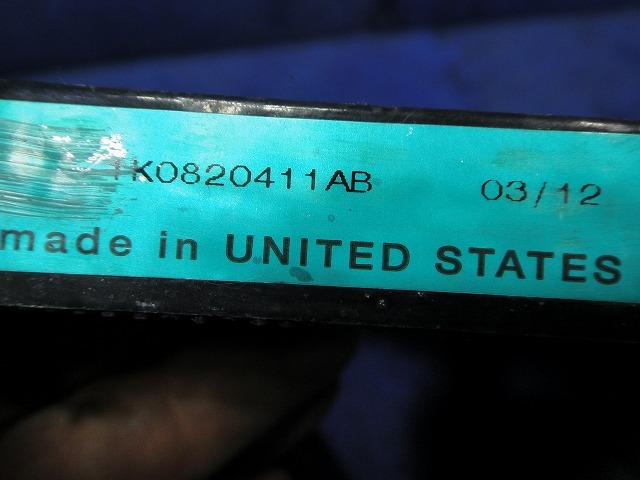 1K0820411AB 03/12
made in UNITED STATES